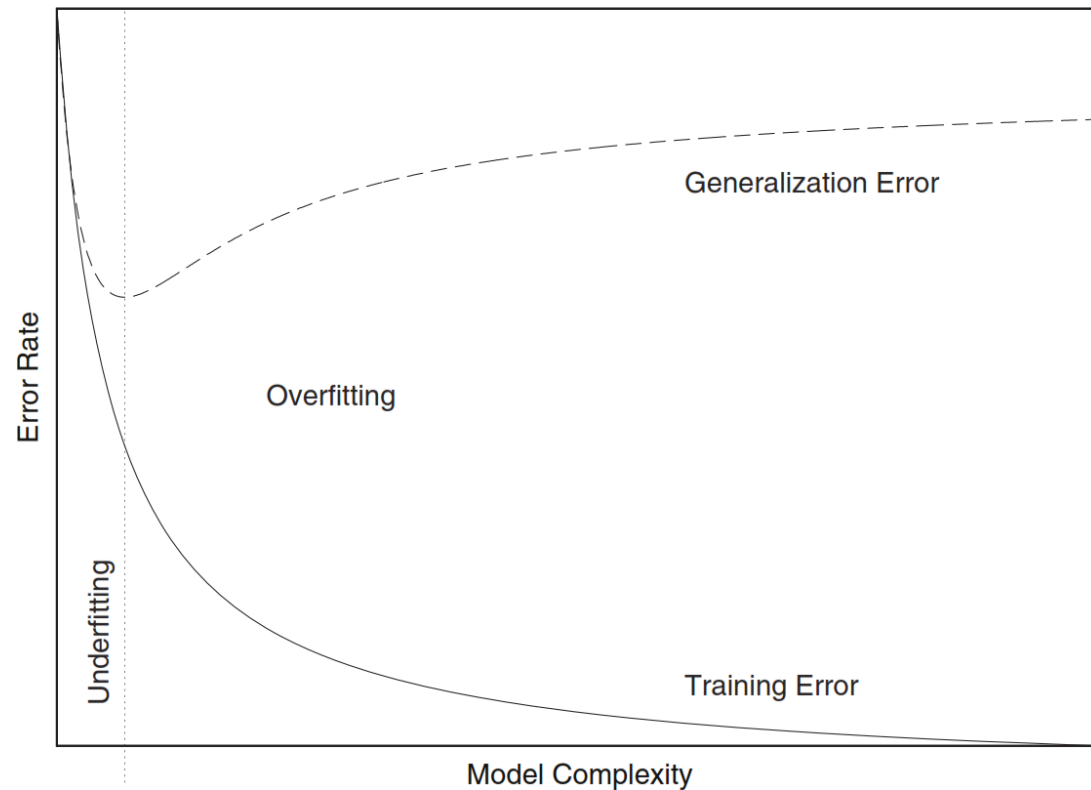 Generalization Error
Error Rate
Overfitting
Underfitting
Training Error
Model Complexity